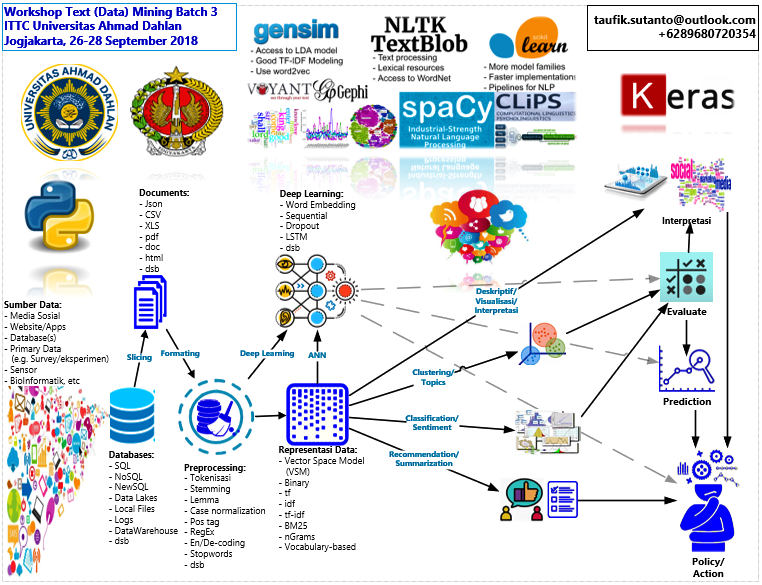 Workshop Text (Data) Mining Batch 3
ITTC Universitas Ahmad Dahlan
Jogjakarta, 26-28 September 2018
taufik.sutanto@outlook.com
+6289680720354
gensim
- Access to LDA model
- Good TF-IDF Modeling
- Use word2vec
NLTK
TextBlob
- Text processing
- Lexical resources
- Access to WordNet
scikit
learn
- More model families
- Faster implementations
- Pipelines for NLP
VOYANT
see through your text
Gephi
spaCy
Industrial-Strength
Natural Language
Processing
CLiPS
COMPUTATIONAL LINGUISTICS
PSYCHOLINGUISTICS
Keras
UNIVERSITAS AHMAD DAHLAN
Documents:
- Json
- CSV
- XLS
- pdf
- doc
- html
- dsb
Deep Learning:
- Word Embedding
- Sequential
- Dropout
- LSTM
- dsb
social
media
Interpretasi
Sumber Data:
- Media Sosial
- Website/Apps
- Database(s)
- Primary Data
(e.g. Survey/eksperimen)
- Sensor
- BioInformatik, etc
Slicing
Formating
Deep Learning
ANN
Deskriptif/
Visualisasi/
Interpretasi
Evaluate
Clustering/
Topics
Prediction
Classification/
Sentiment
Recommendation/
Summarization
Databases:
- SQL
- NoSQL
- NewSQL
- Data Lakes
- Local Files
- Logs
- DataWarehouse
- dsb
Preprocessing:
- Tokenisasi
- Stemming
- Lemma
- Case normalization
- Pos tag
- RegEx
- En/De-coding
- Stopwords
- dsb
Representasi Data:
- Vector Space Model
(VSM)
- Binary
- tf
- idf
- tf-idf
- BM25
- nGrams
- Vocabulary-based
Policy/
Action